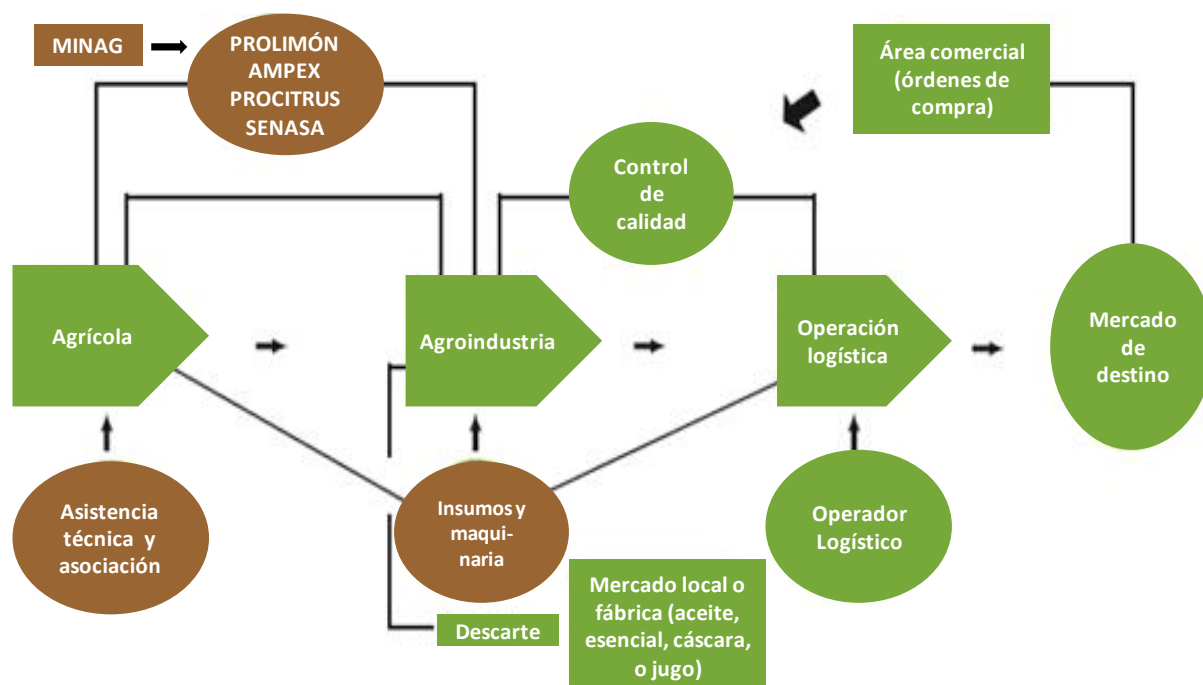 MINAG
PROLIMÓN
AMPEX
PROCITRUS
SENASA
Área comercial
(órdenes de
compra)
Control
de
calidad
Agrícola
Agroindustria
Operación
logística
Mercado
de
destino
Asistencia
técnica y
asociación
Insumos y
maqui-
naria
Operador
Logístico
Descarte
Mercado local o
fábrica (aceite,
esencial, cáscara,
o jugo)